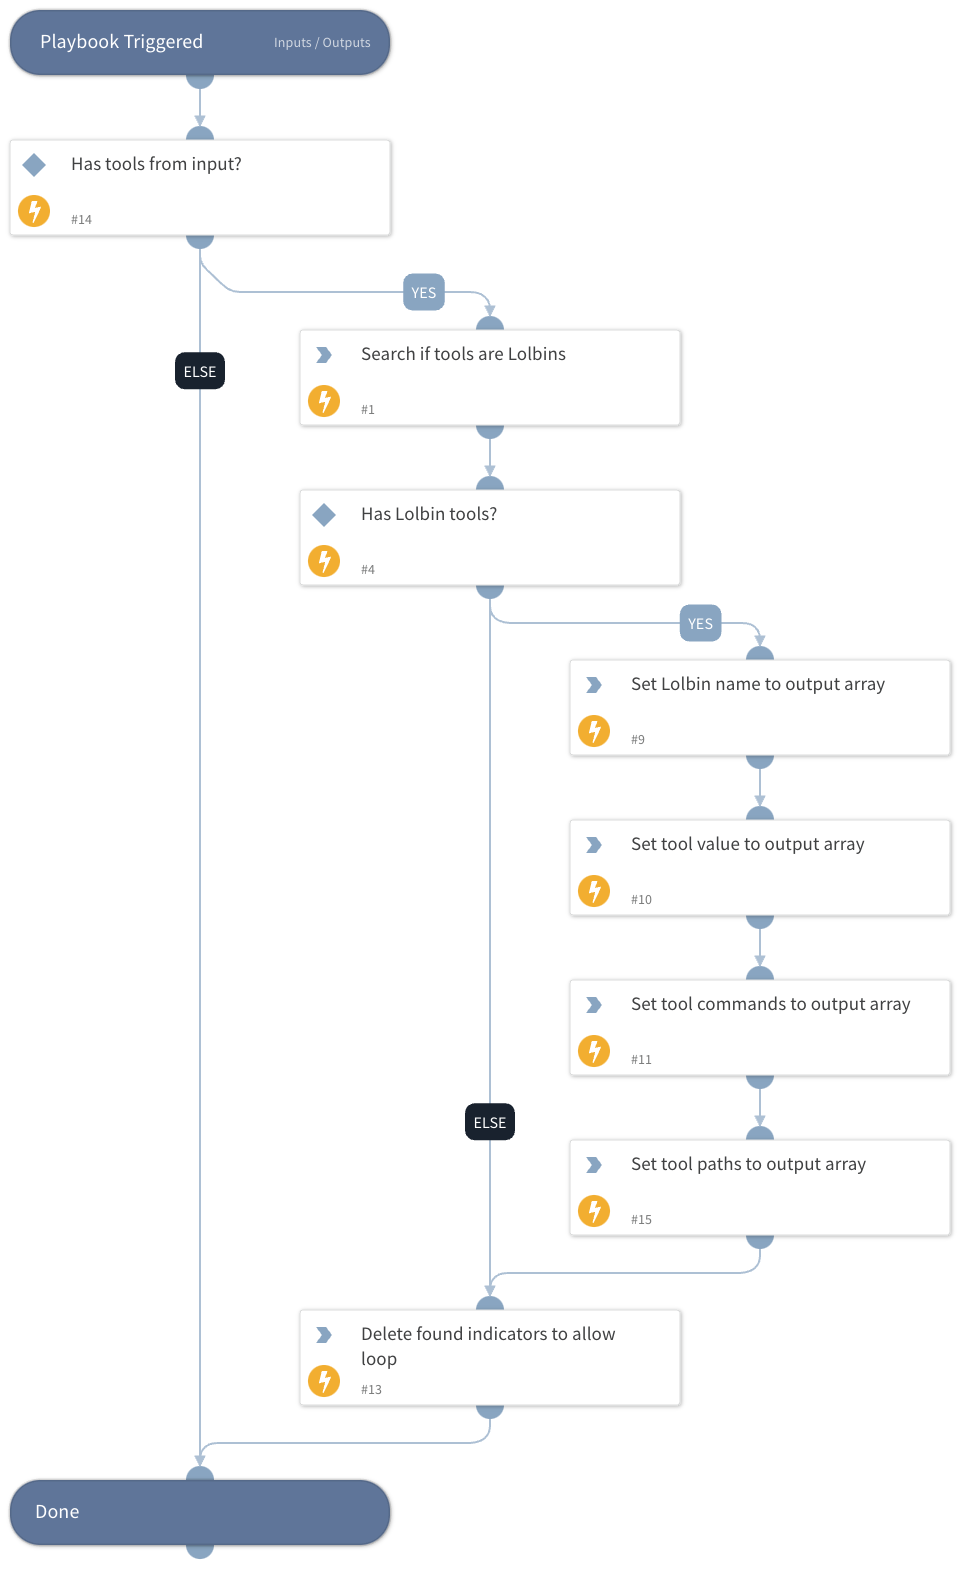 Playbook Triggered
Inputs / Outputs
Has tools from input?
#14
YES
Search if tools are Lolbins
ELSE
#1
Has Lolbin tools?
#4
YES
Set Lolbin name to output array
#9
Set tool value to output array
#10
Set tool commands to output array
#11
ELSE
Set tool paths to output array
#15
Delete found indicators to allow
loop
#13
Done